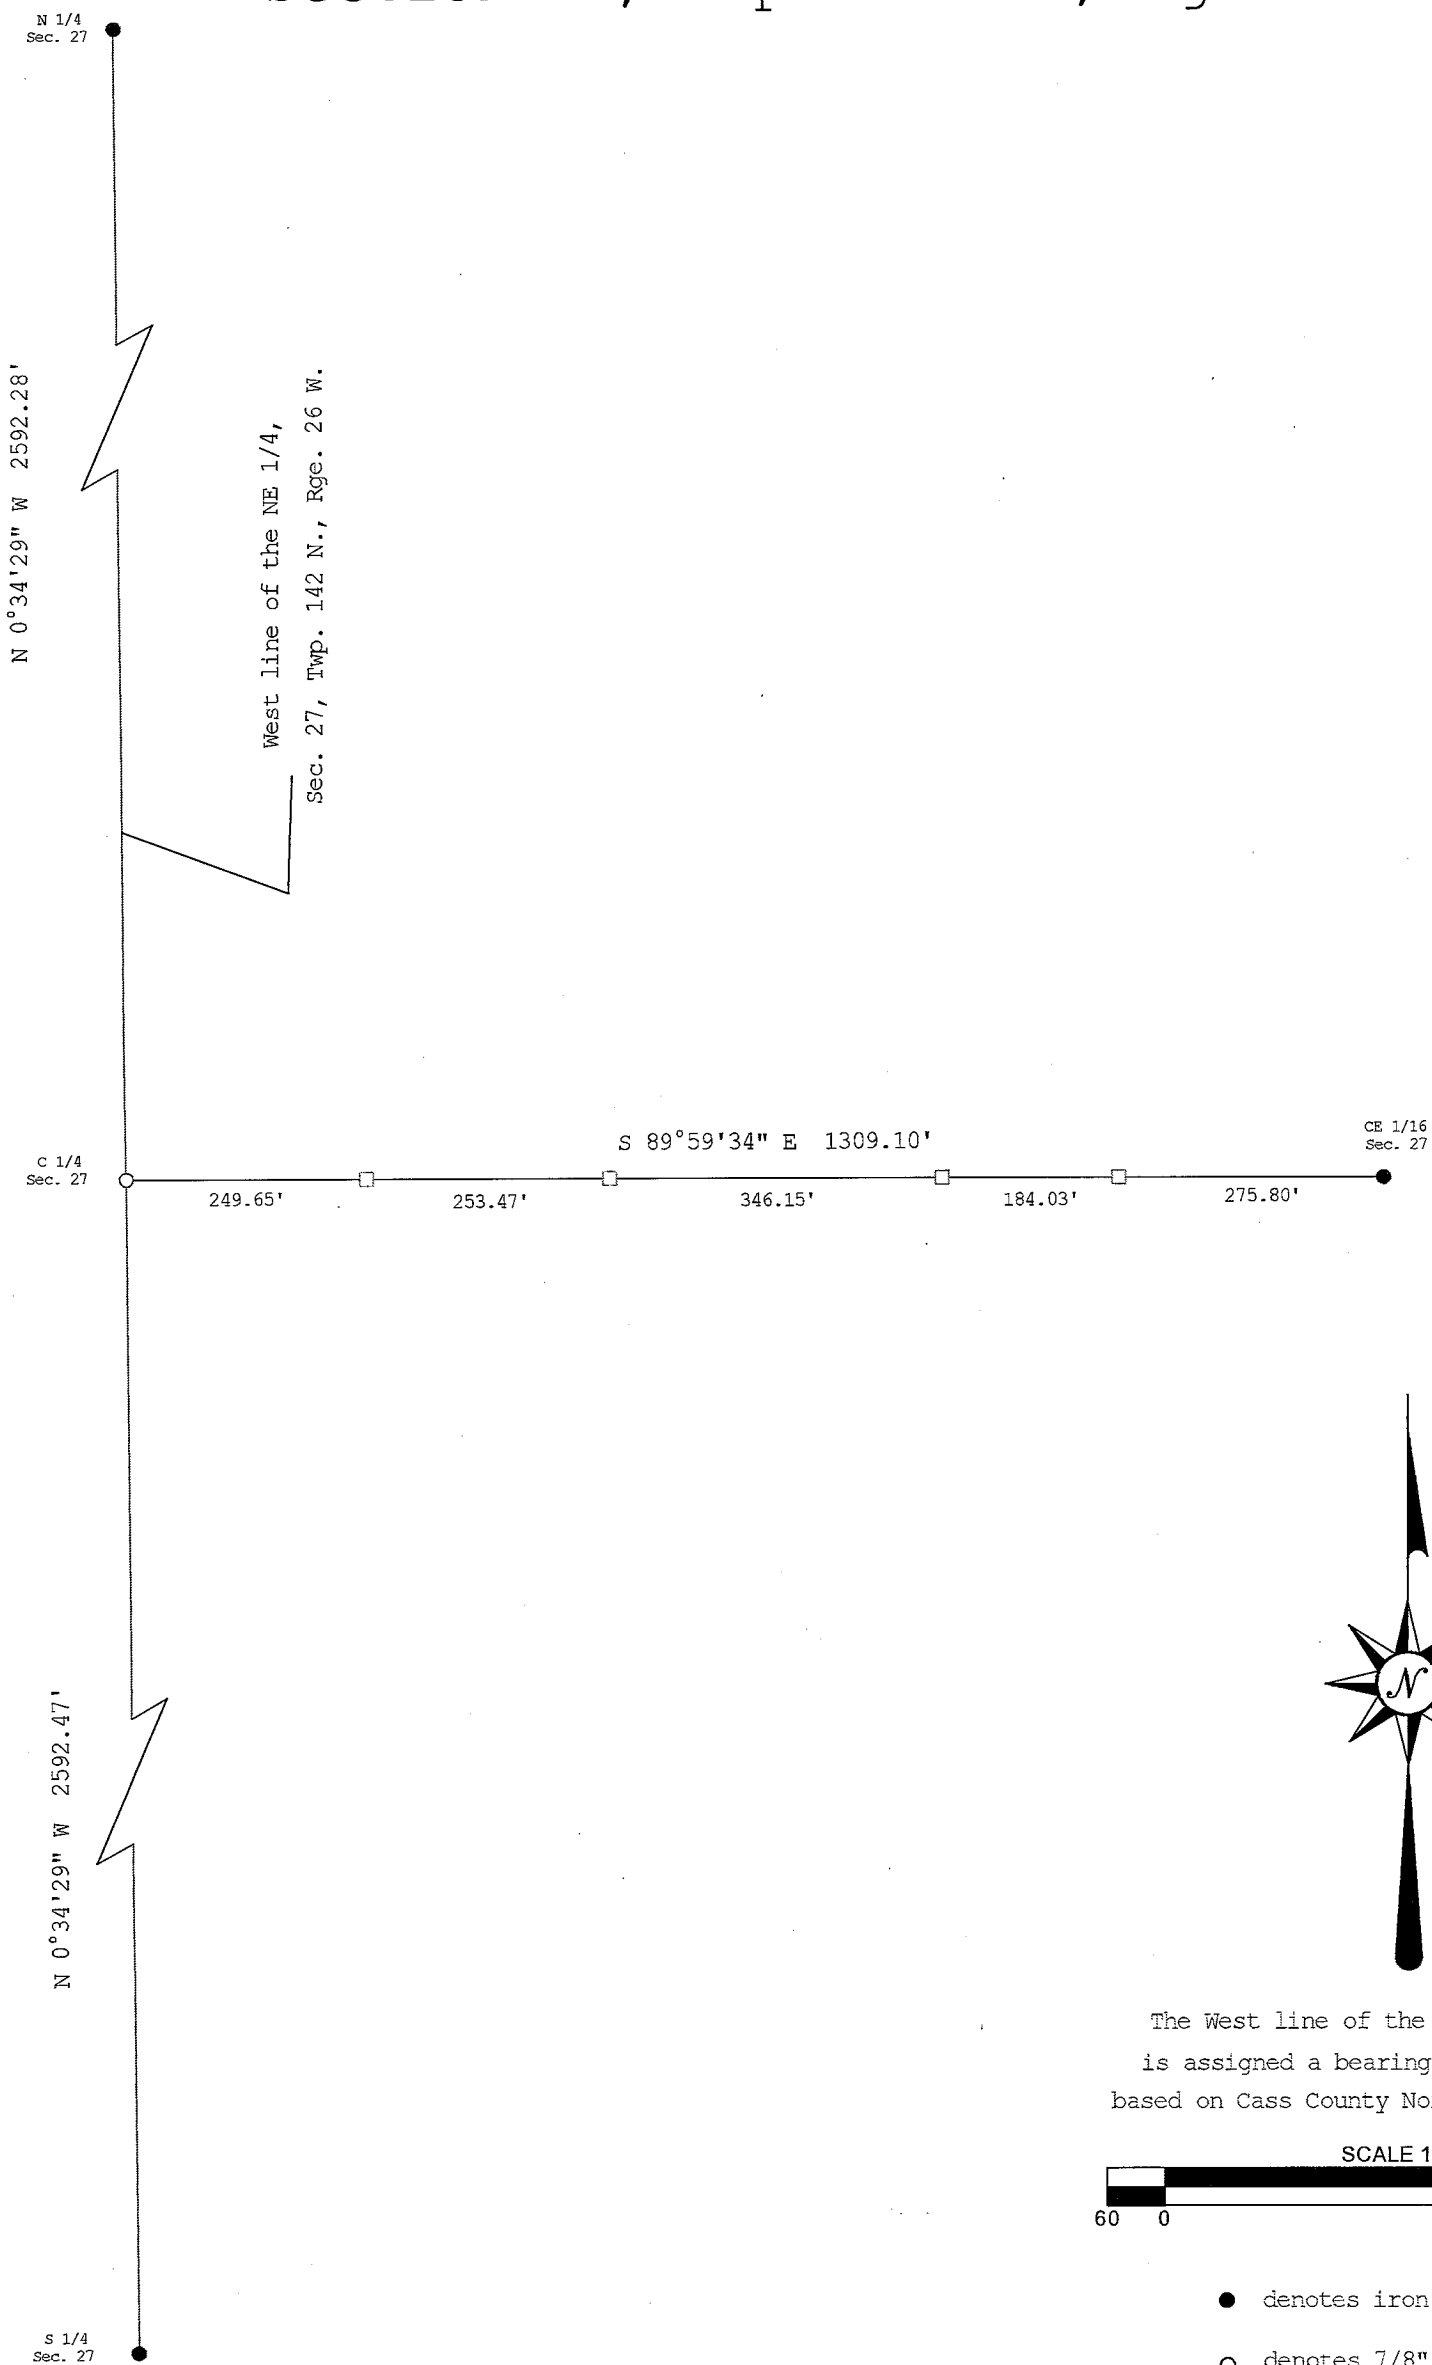 N 1/4
Sec. 27
N 0°34'29" W 2592.28'
West line of the NE 1/4,
Sec. 27, Twp. 142 N., Rge. 26 W.
S 89°59'34" E 1309.10'
CE 1/16
Sec. 27
C 1/4
Sec. 27
249.65'
253.47'
346.15'
184.03'
275.80'
N
N 0°34'29" W 2592.47'
The West line of the
is assigned a bearing
based on Cass County
SCALE 1
60 0
denotes iron
denotes 7/8"
S 1/4
Sec. 27